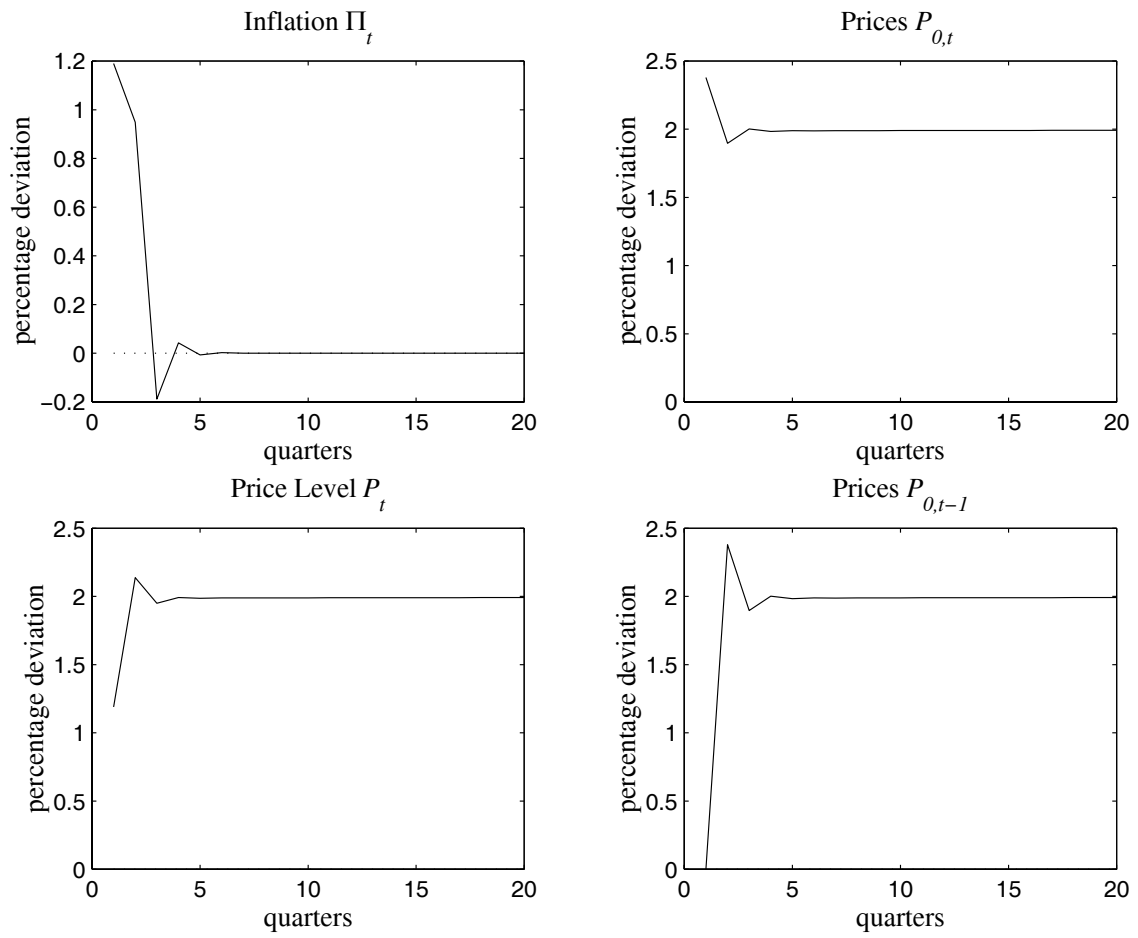 Inflation Π_t
percentage deviation
1.2
1
0.8
0.6
0.4
0.2
0
−0.2
0 5 10 15 20
quarters
Prices P_{0,t}
percentage deviation
2.5
2
1.5
1
0.5
0
0 5 10 15 20
quarters
Price Level P_t
percentage deviation
2.5
2
1.5
1
0.5
0
0 5 10 15 20
quarters
Prices P_{0,t−1}
percentage deviation
2.5
2
1.5
1
0.5
0
0 5 10 15 20
quarters